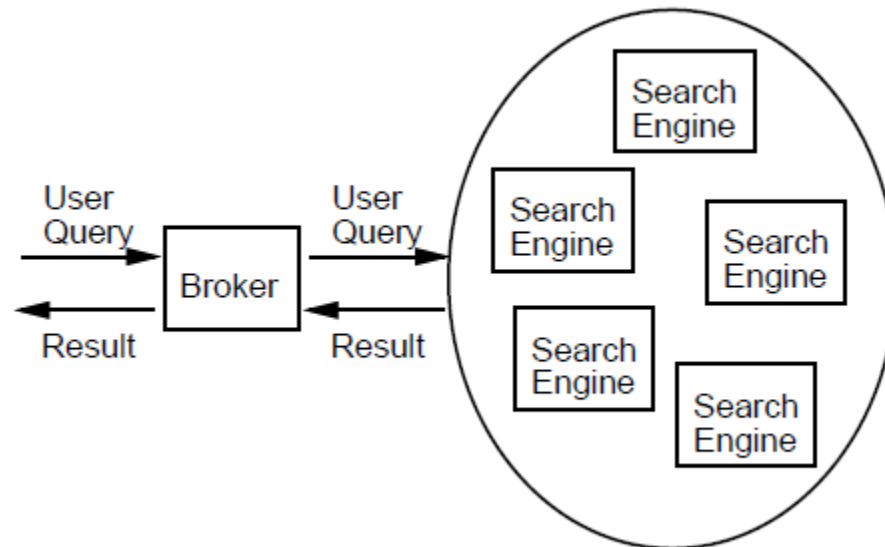 User
Query
Broker
Result
User
Query
Result
Search
Engine
Search
Engine
Search
Engine
Search
Engine
Search
Engine